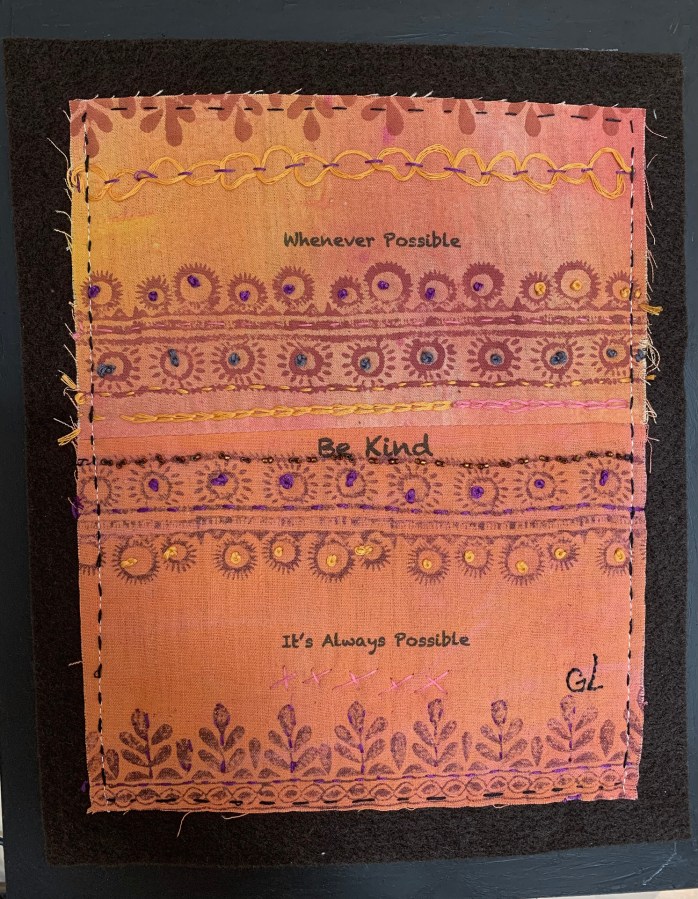 Whenever Possible
Be Kind
It's Always Possible
GL